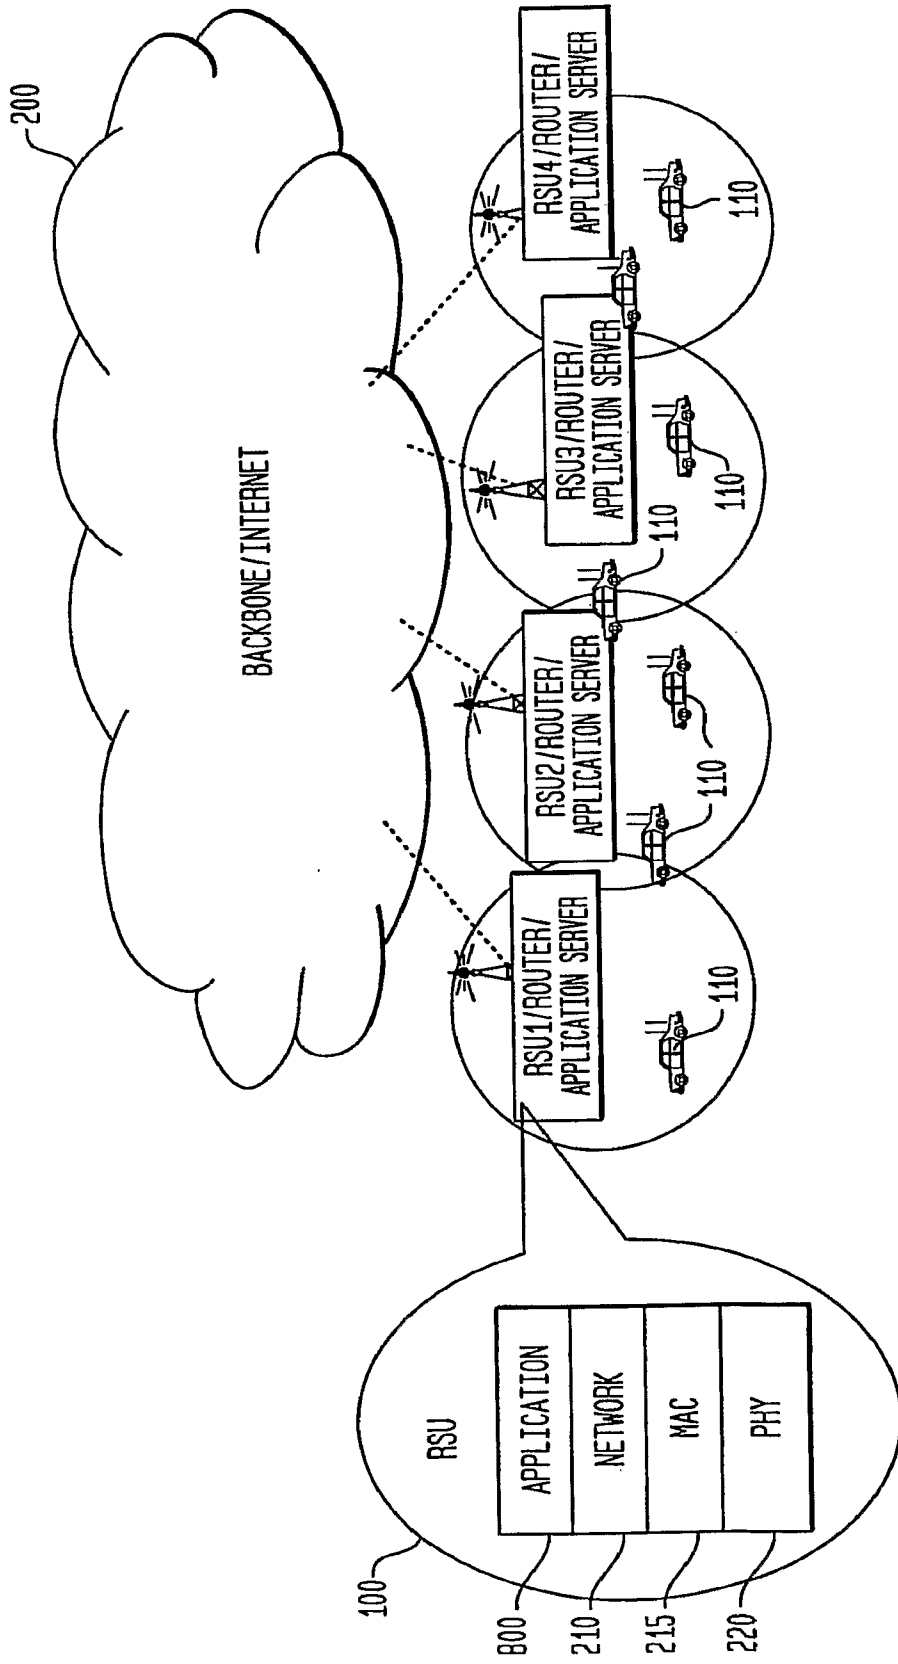 200
BACKBONE/INTERNET
RSU1/ROUTER/
APPLICATION SERVER
RSU2/ROUTER/
APPLICATION SERVER
RSU3/ROUTER/
APPLICATION SERVER
RSU4/ROUTER/
APPLICATION SERVER
110
110
110
110
110
110
100
RSU
APPLICATION
NETWORK
MAC
PHY
800
210
215
220